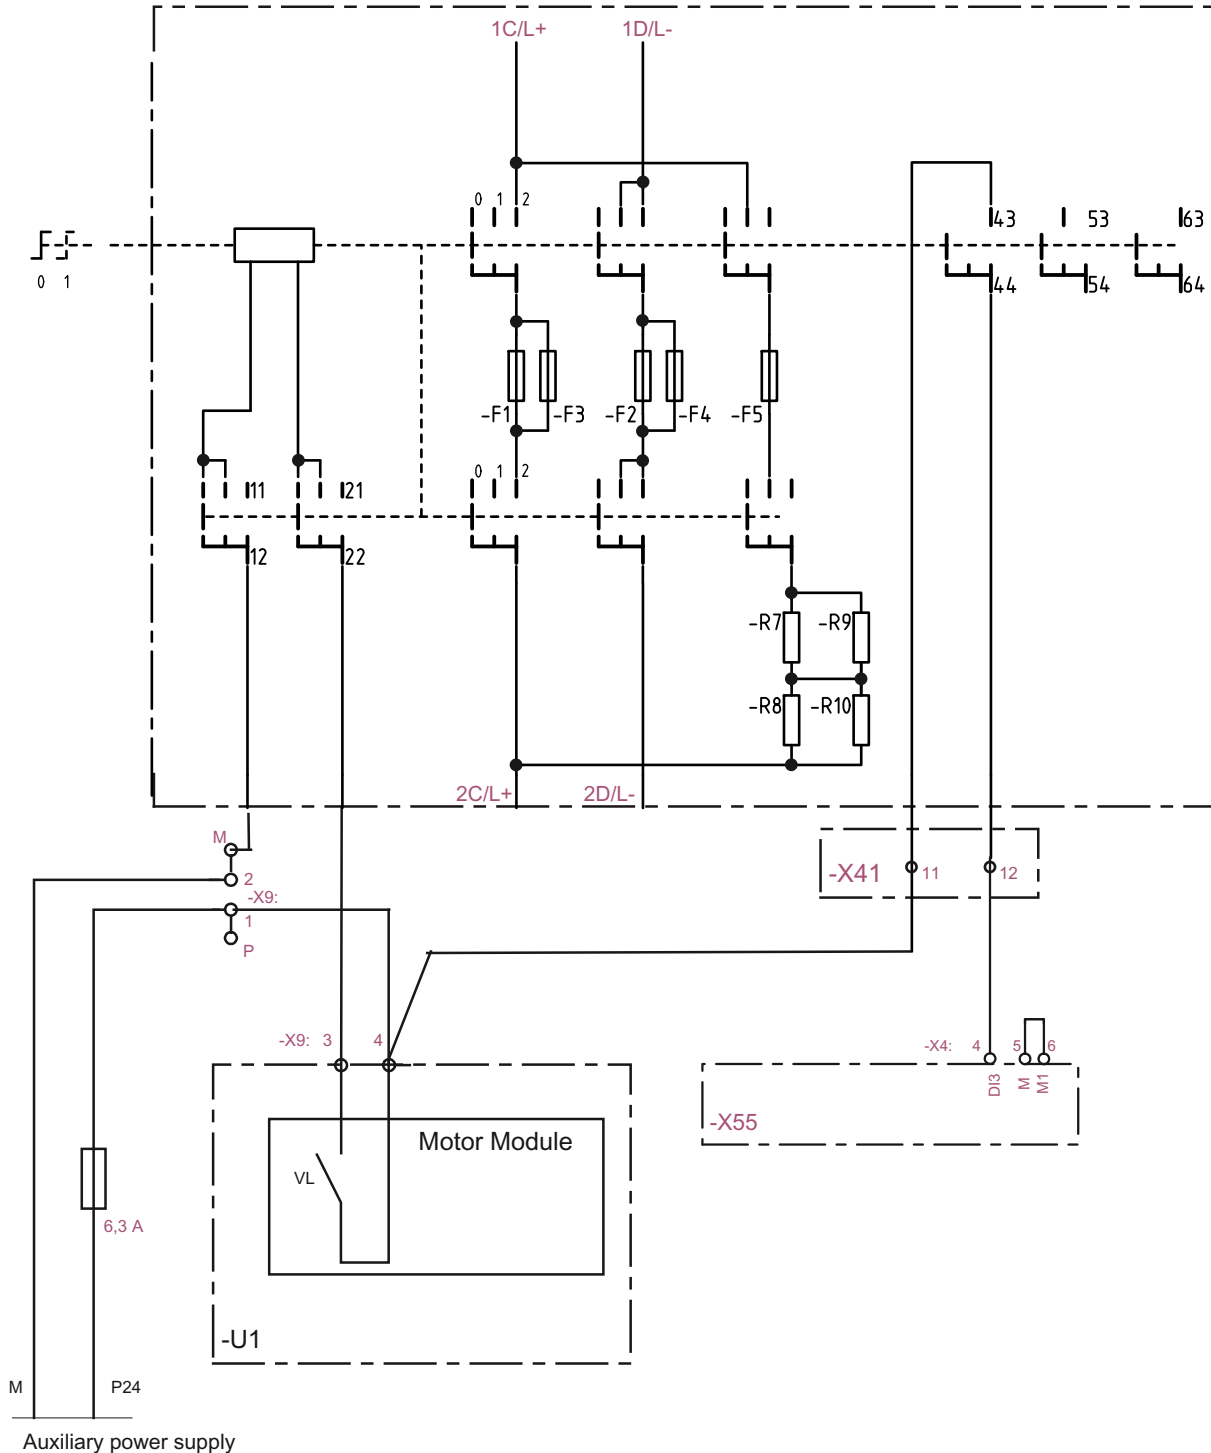 1C/L+ 1D/L-
0 1 2
43 53 63
0 1
44 54 64
-F1 -F3 -F2 -F4 -F5
0 1 2
11 21
12 22
-R7 -R9
-R8 -R10
2C/L+ 2D/L-
M
2
-X9:
1
P
-X41 11 12
-X9: 3 4
-X4: 4 5 6
DI3 M M1
-X55
Motor Module
VL
6,3 A
-U1
M P24
Auxiliary power supply